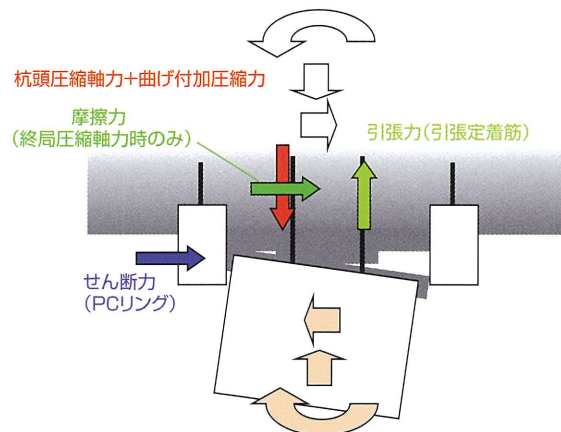 杭頭圧縮軸力＋曲げ付加圧縮力
摩擦力
（終局圧縮軸力時のみ）
引張力（引張定着筋）
せん断力
（PCリング）